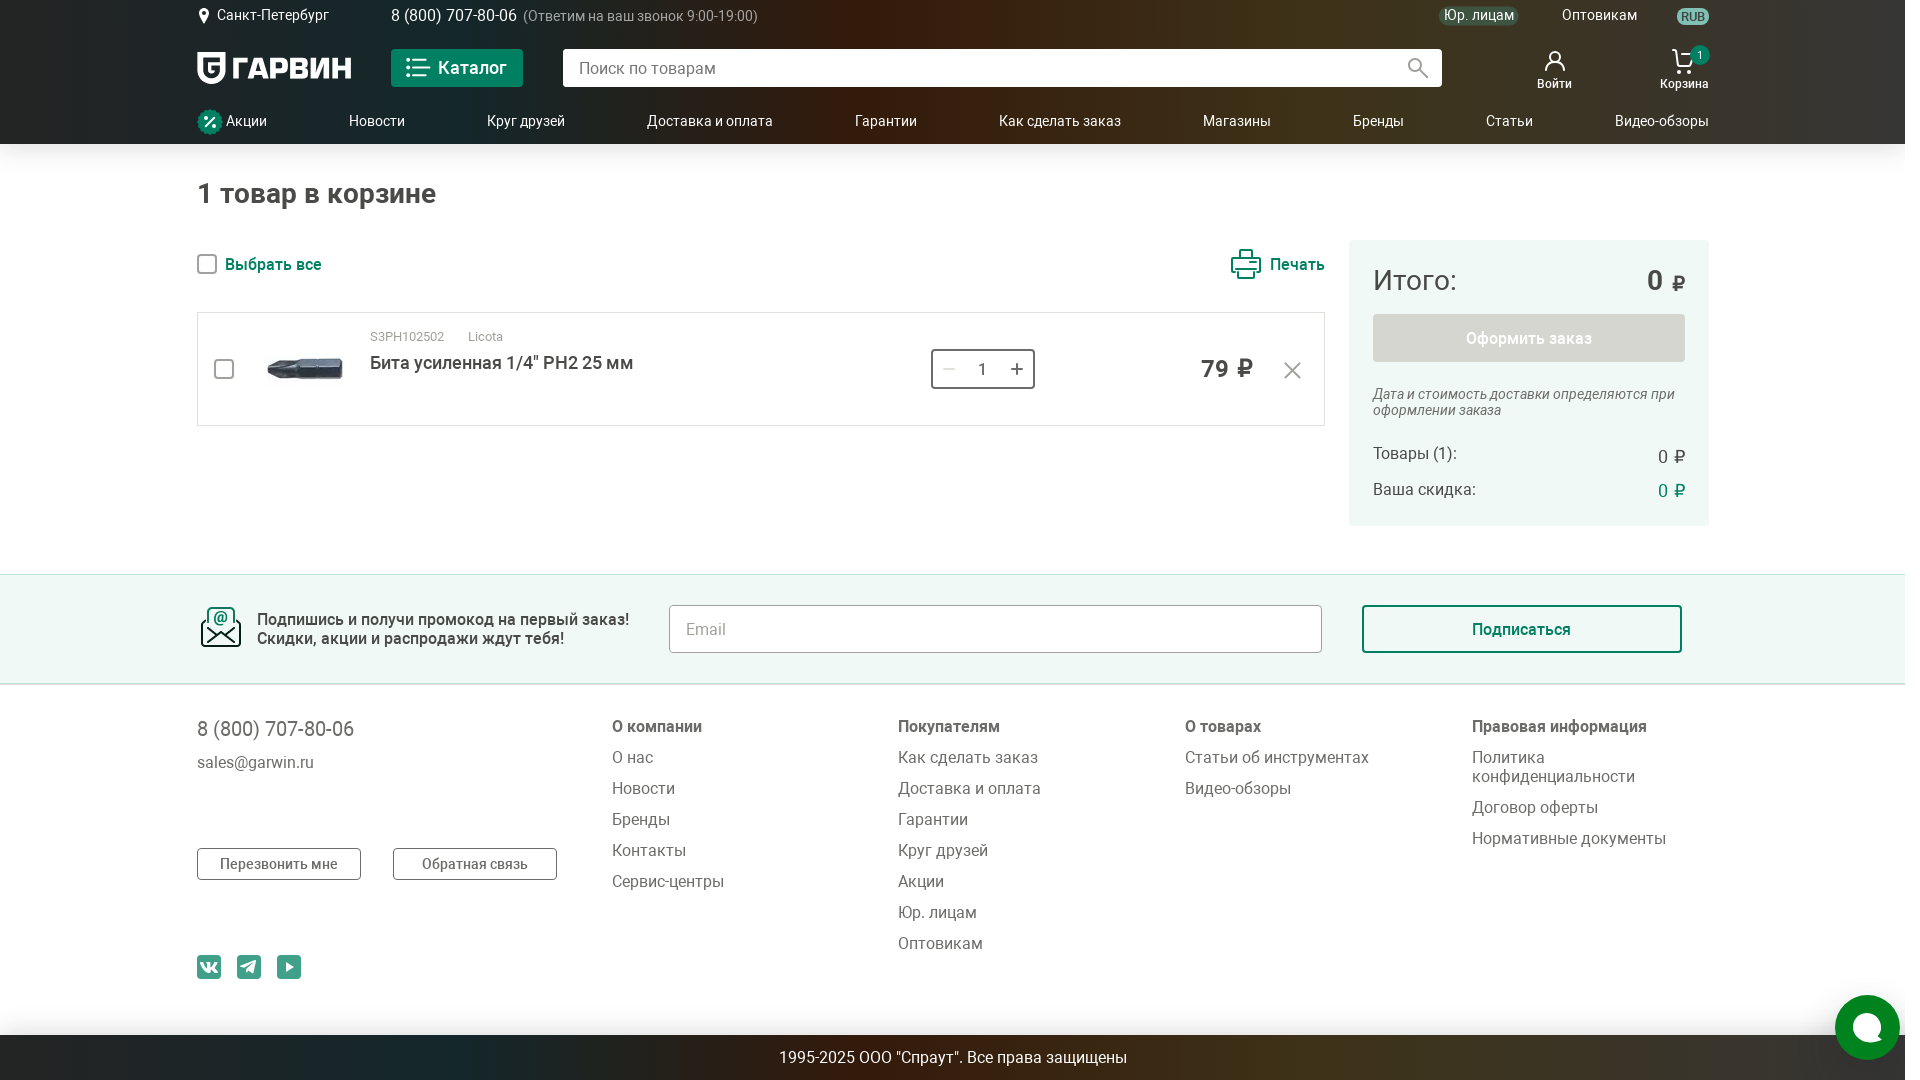 Санкт-Петербург
8 (800) 707-80-06 (Ответим на ваш звонок 9:00-19:00)
Юр. лицам
Оптовикам
RUB
ГАРВИН
Каталог
Поиск по товарам
Войти
1
Корзина
Акции
Новости
Круг друзей
Доставка и оплата
Гарантии
Как сделать заказ
Магазины
Бренды
Статьи
Видео-обзоры
1 товар в корзине
Выбрать все
Печать
S3PH102502 Licota
Бита усиленная 1/4" PH2 25 мм
1
79 ₽
Итого: 0 ₽
Оформить заказ
Дата и стоимость доставки определяются при
оформлении заказа
Товары (1): 0 ₽
Ваша скидка: 0 ₽
Подпишись и получи промокод на первый заказ!
Скидки, акции и распродажи ждут тебя!
Email
Подписаться
8 (800) 707-80-06
sales@garwin.ru
Перезвонить мне
Обратная связь
О компании
О нас
Новости
Бренды
Контакты
Сервис-центры
Покупателям
Как сделать заказ
Доставка и оплата
Гарантии
Круг друзей
Акции
Юр. лицам
Оптовикам
О товарах
Статьи об инструментах
Видео-обзоры
Правовая информация
Политика
конфиденциальности
Договор оферты
Нормативные документы
1995-2025 ООО "Спраут". Все права защищены